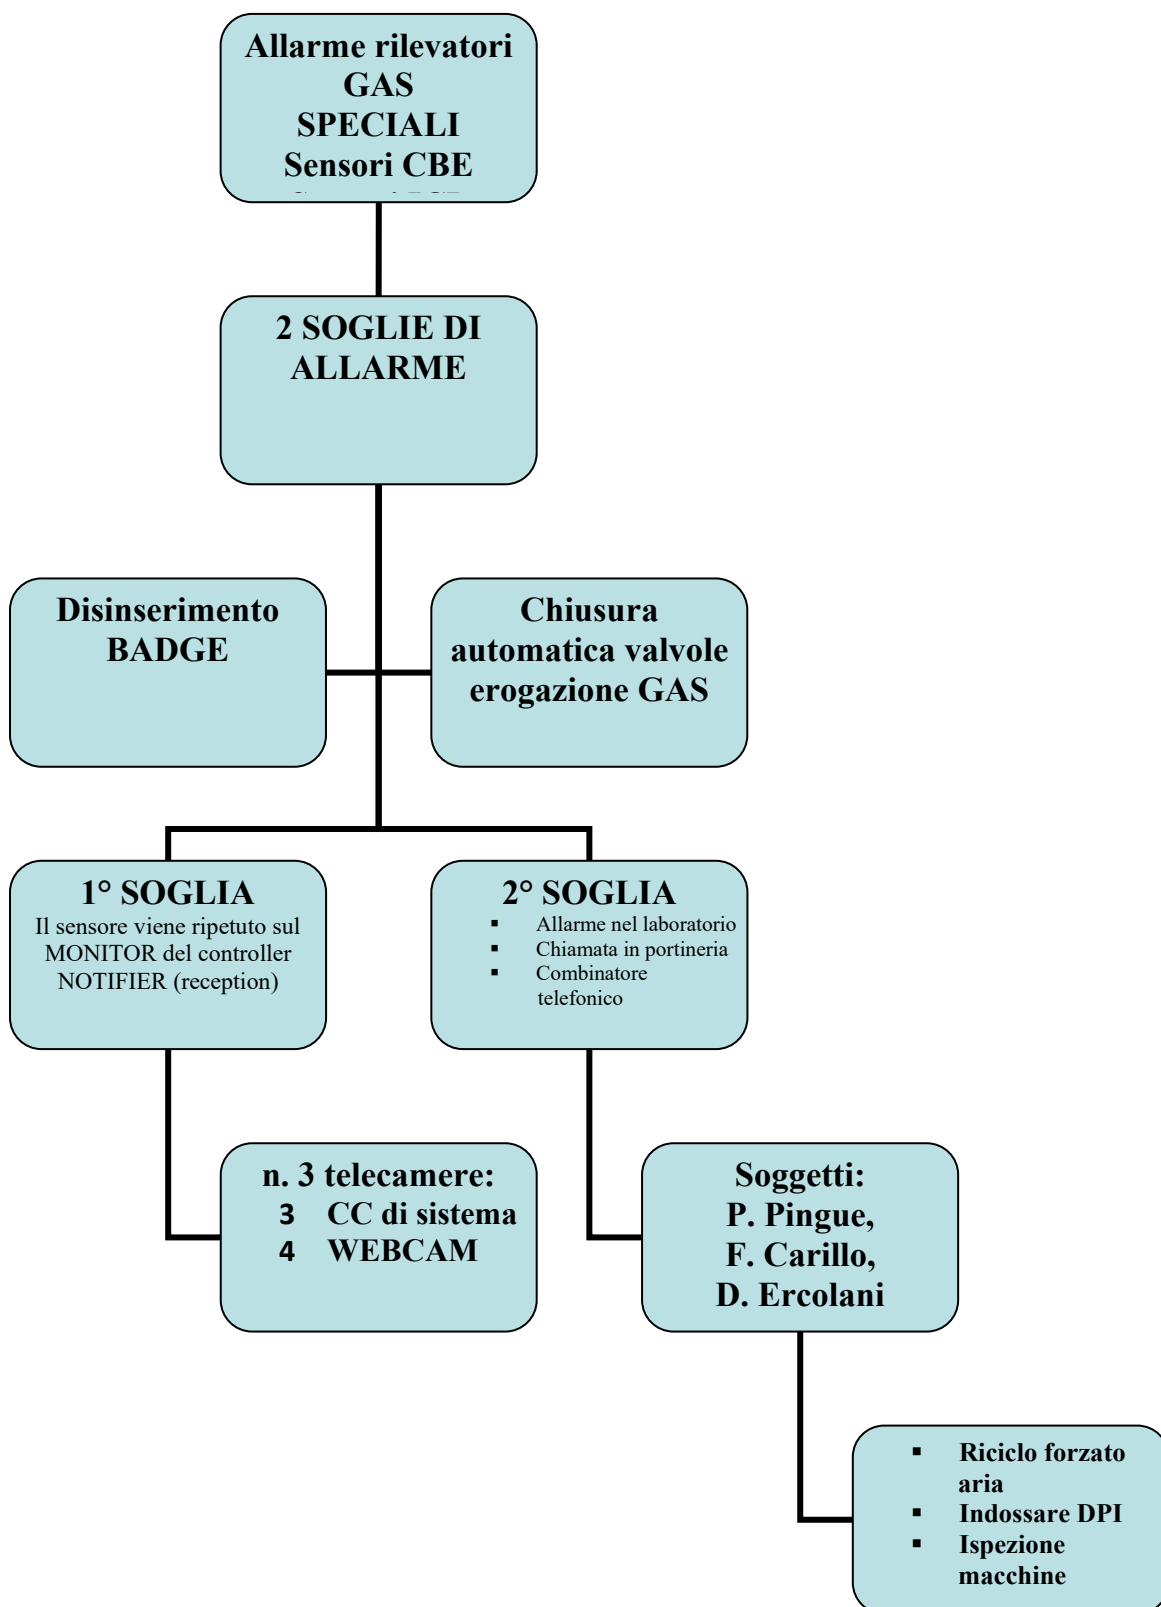 Allarme rilevatori
GAS
SPECIALI
Sensori CBE
2 SOGLIE DI
ALLARME
Disinserimento
BADGE
Chiusura
automatica valvole
erogazione GAS
1° SOGLIA
Il sensore viene ripetuto sul
MONITOR del controller
NOTIFIER (reception)
2° SOGLIA
▪ Allarme nel laboratorio
▪ Chiamata in portineria
▪ Combinatore
telefonico
n. 3 telecamere:
3 CC di sistema
4 WEBCAM
Soggetti:
P. Pingue,
F. Carillo,
D. Ercolani
▪ Riciclo forzato
aria
▪ Indossare DPI
▪ Ispezione
macchine